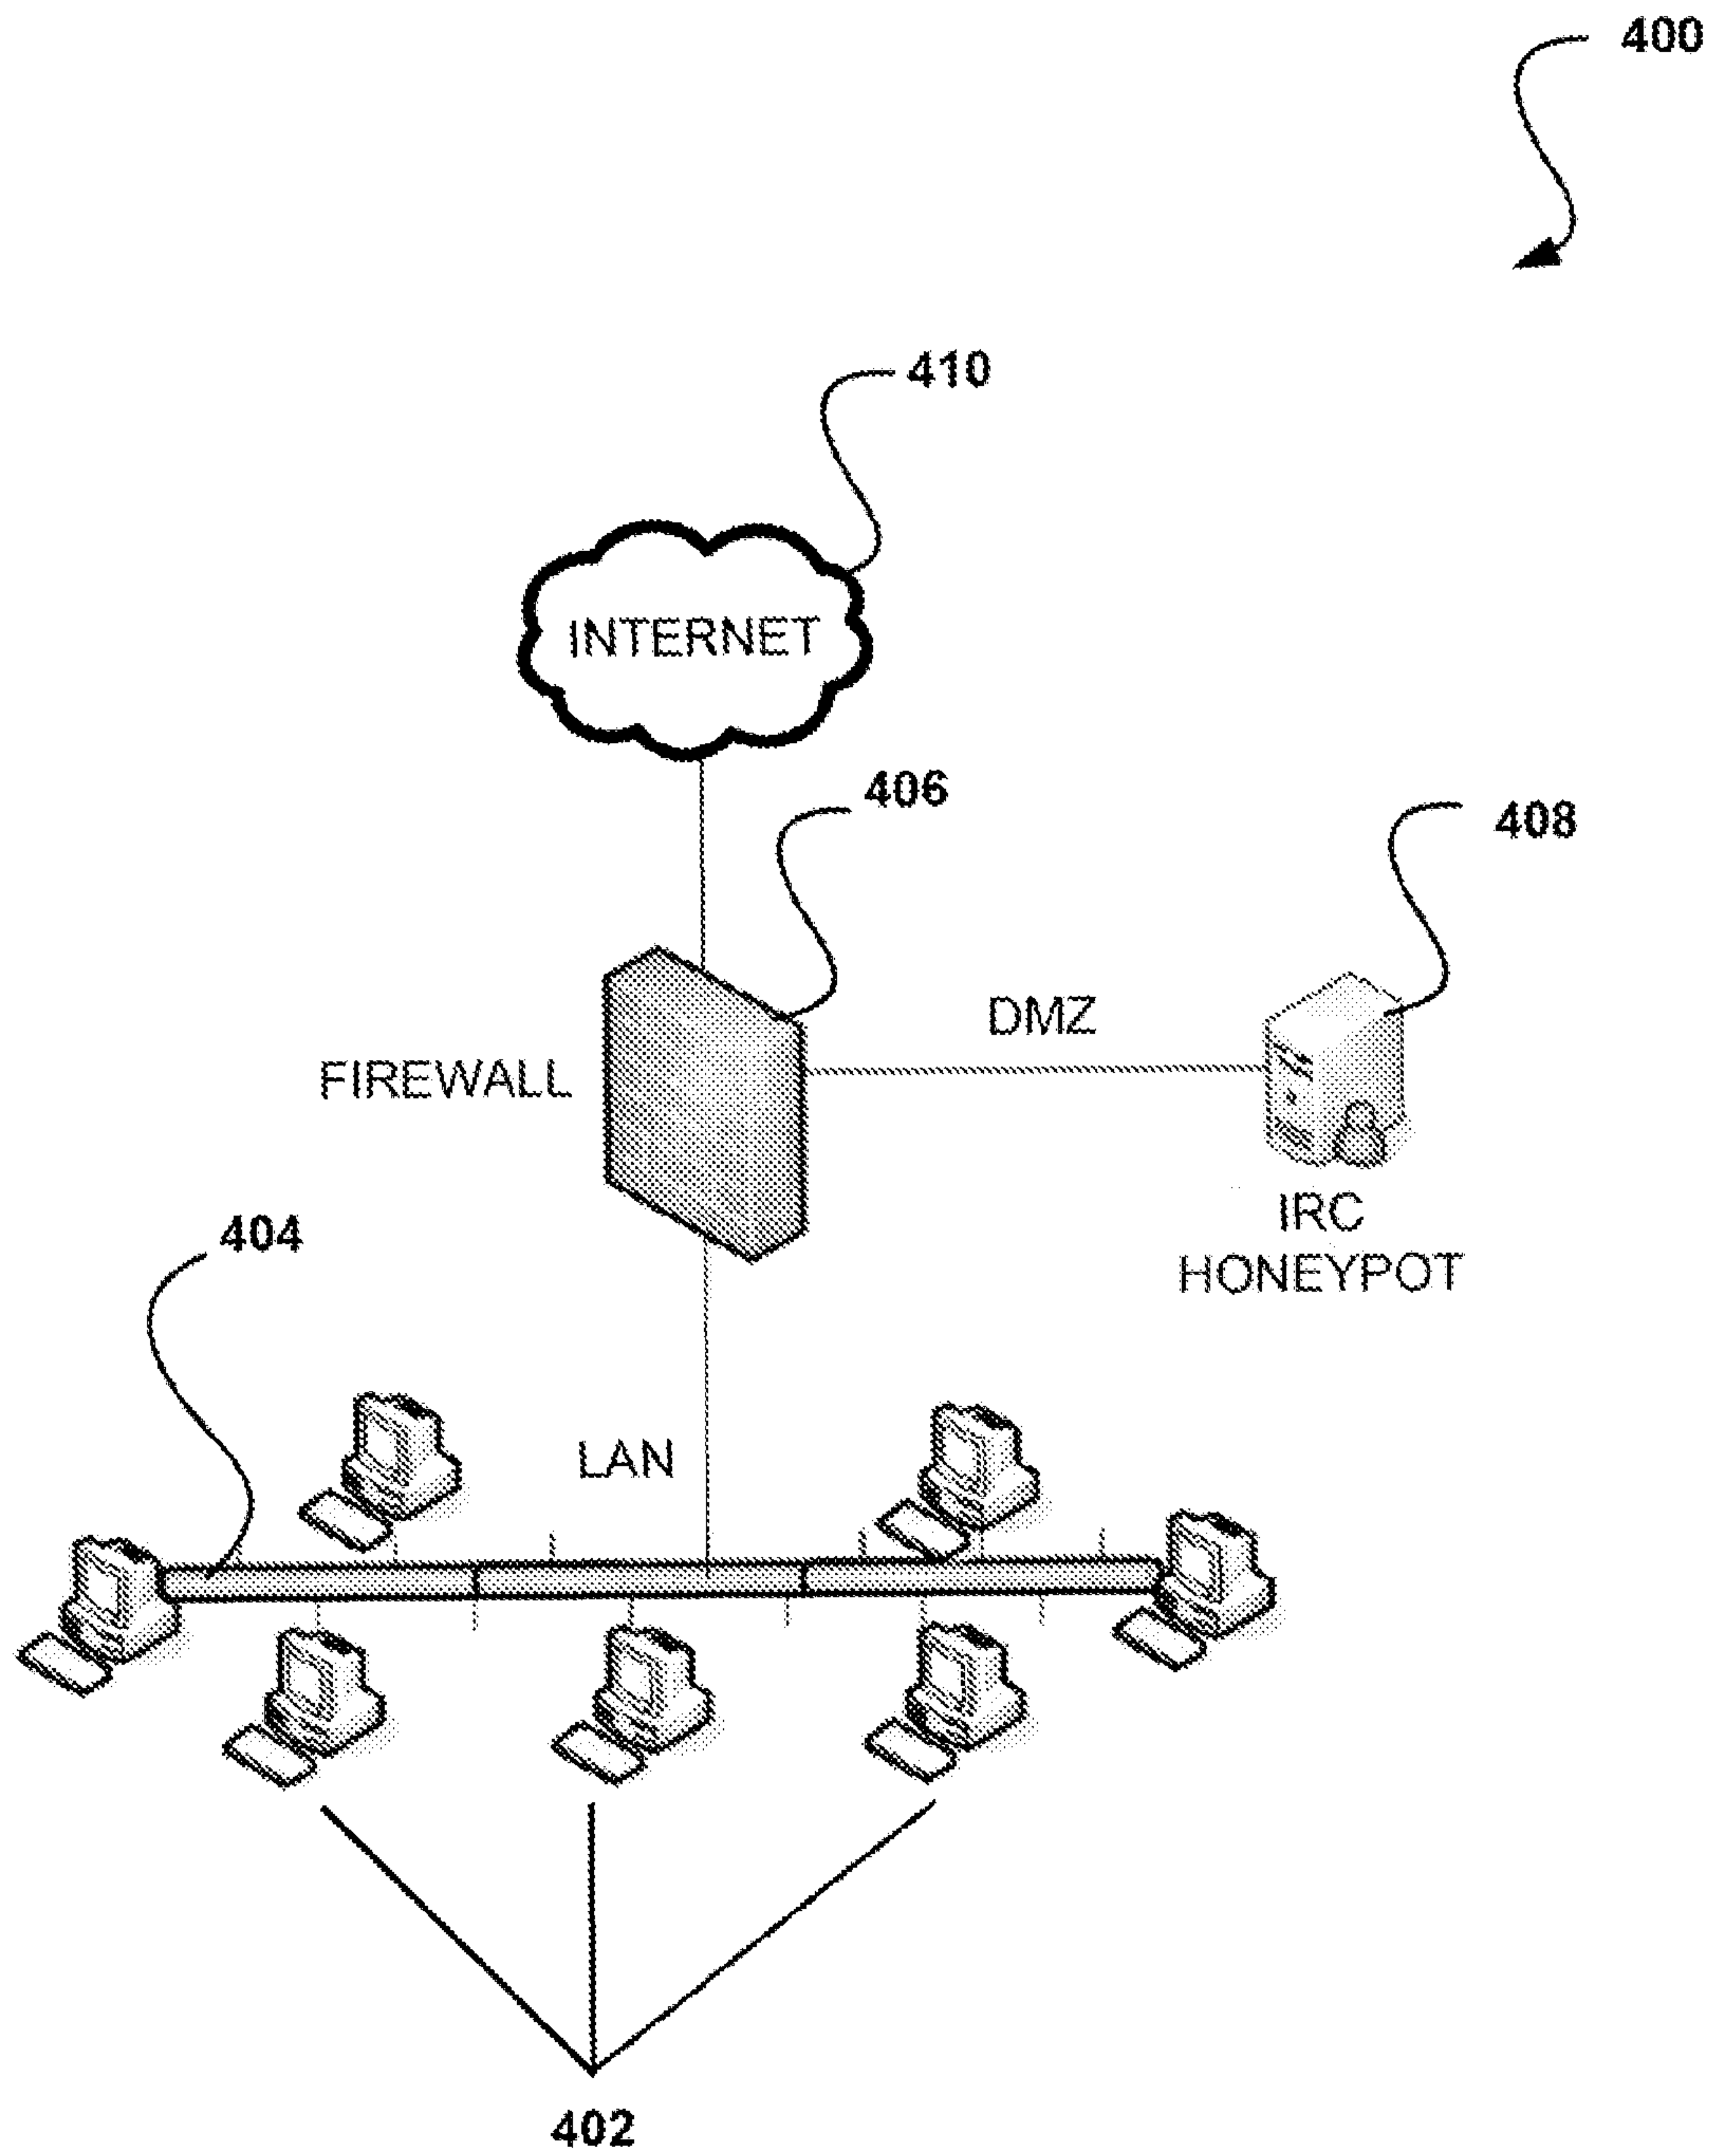 400
410
INTERNET
406
408
DMZ
FIREWALL
IRC
HONEYPOT
404
LAN
402